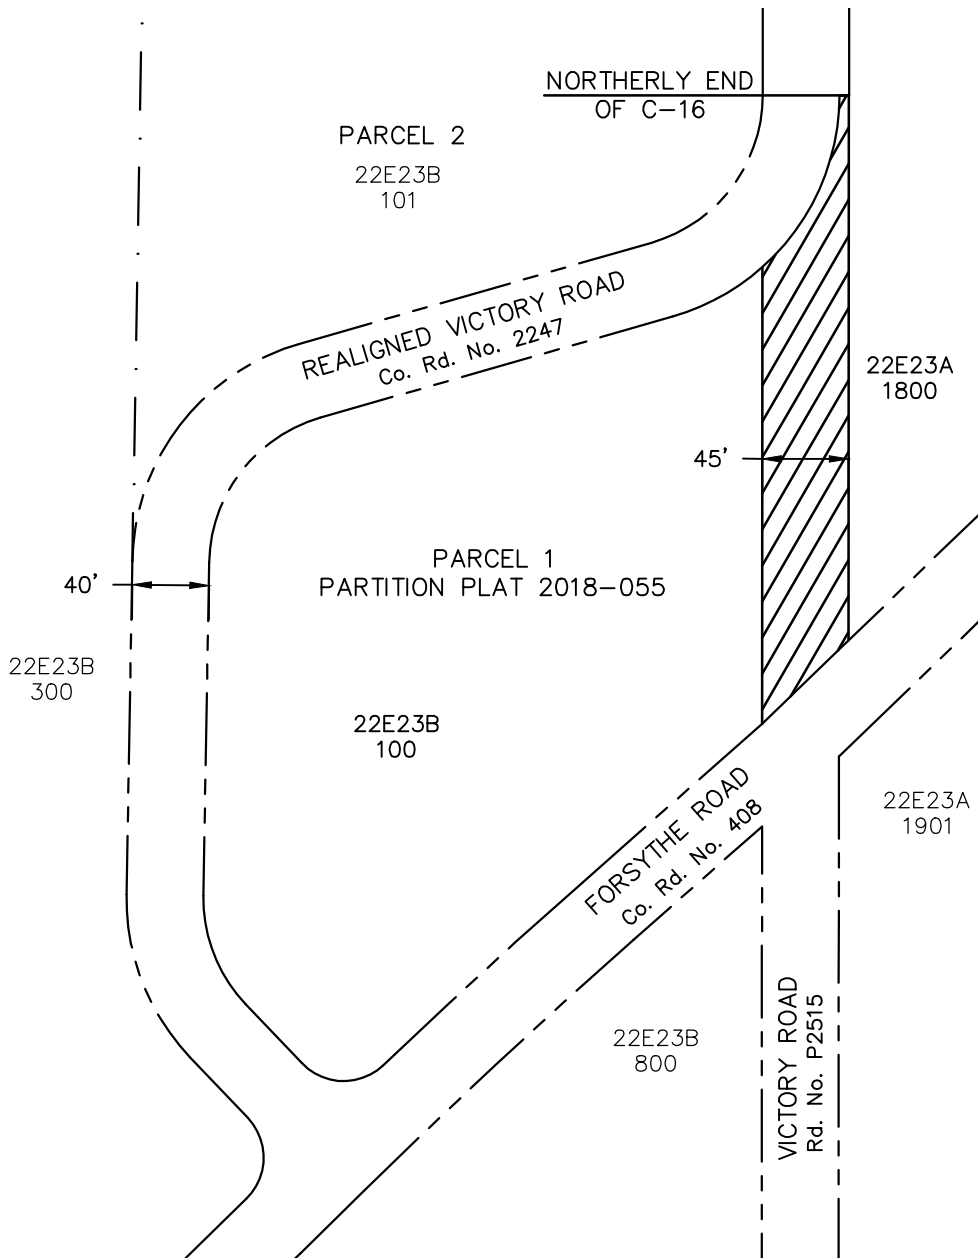 NORTHERLY END
OF C-16
PARCEL 2
22E23B
101
REALIGNED VICTORY ROAD
Co. Rd. No. 2247
22E23A
1800
45'
PARCEL 1
PARTITION PLAT 2018-055
40'
22E23B
300
22E23B
100
FORSYTHE ROAD
Co. Rd. No. 408
22E23A
1901
22E23B
800
VICTORY ROAD
Rd. No. P2515